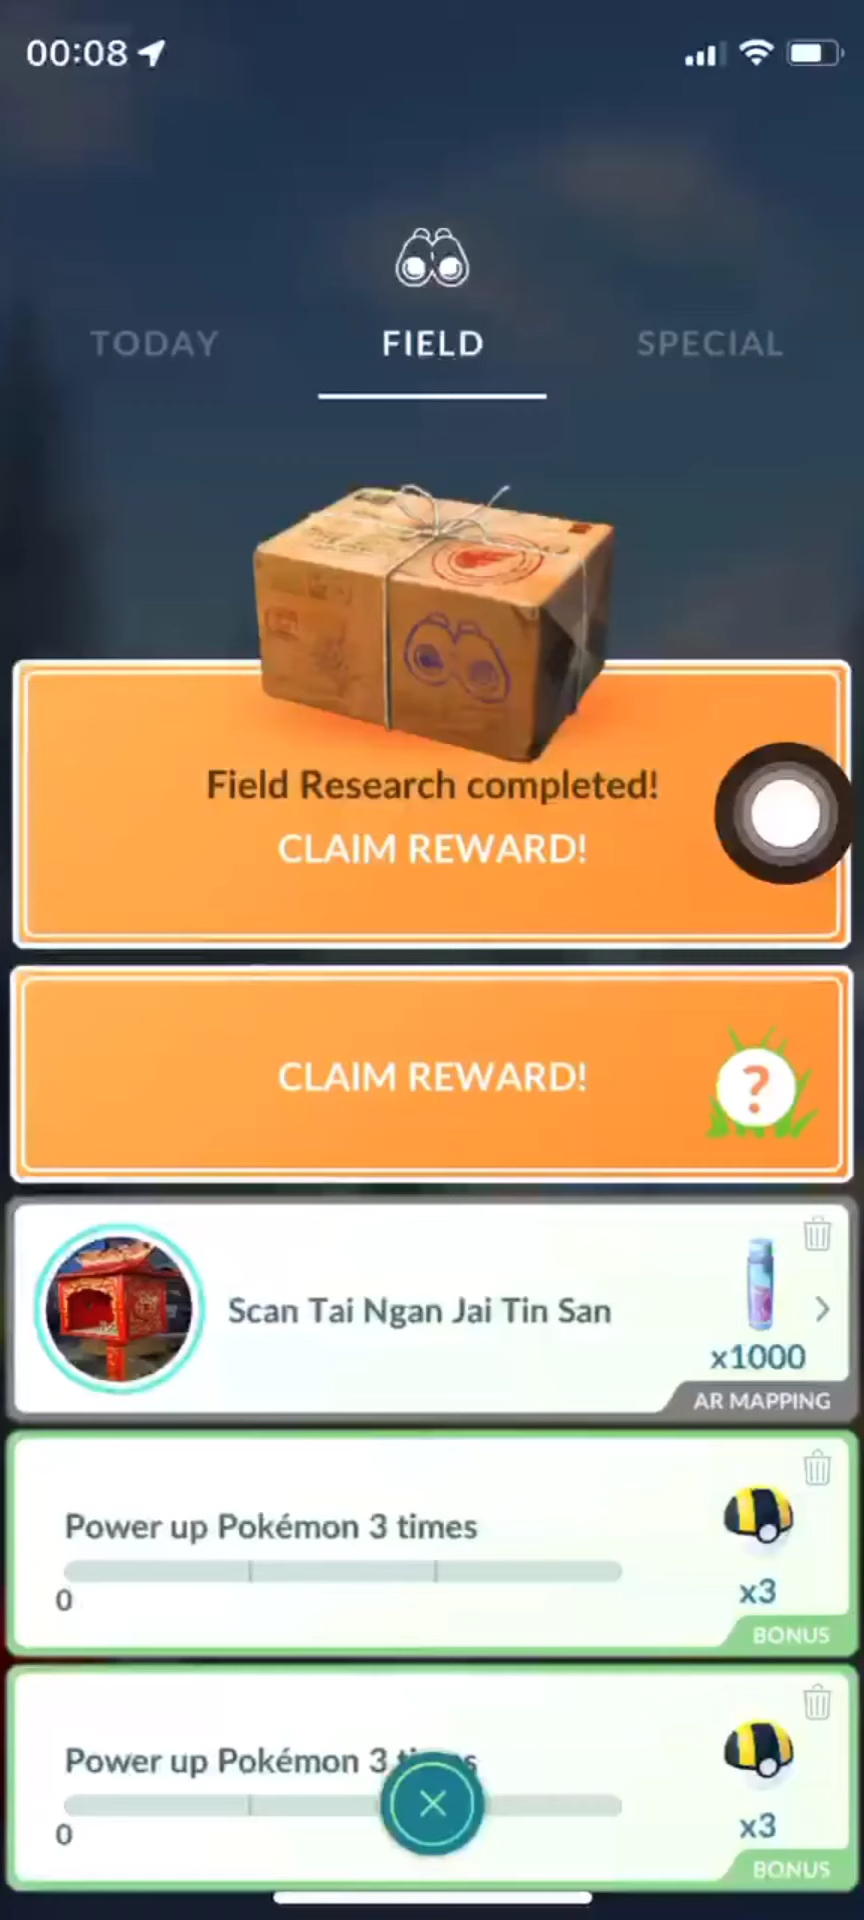 00:08
TODAY
FIELD
SPECIAL
Field Research completed!
CLAIM REWARD!
CLAIM REWARD!
?
Scan Tai Ngan Jai Tin San
x1000
AR MAPPING
Power up Pokémon 3 times
0
x3
BONUS
Power up Pokémon 3 times
0
x3
BONUS